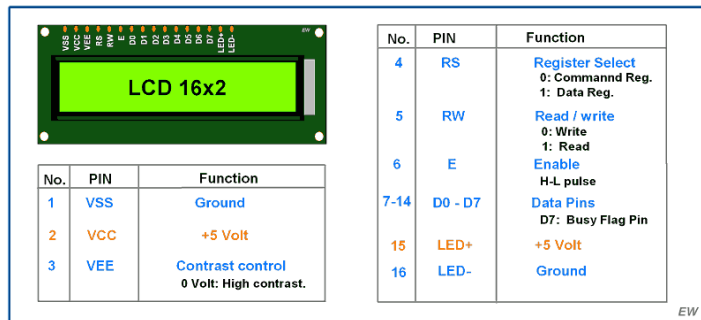 EW
VSS VCC VEE RS RW E D0 D1 D2 D3 D4 D5 D6 D7 LED+ LED-
LCD 16x2
No. PIN Function
1 VSS Ground
2 VCC +5 Volt
3 VEE Contrast control
0 Volt: High contrast.
No. PIN Function
4 RS Register Select
0: Commannd Reg.
1: Data Reg.
5 RW Read / write
0: Write
1: Read
6 E Enable
H-L pulse
7-14 D0 - D7 Data Pins
D7: Busy Flag Pin
15 LED+ +5 Volt
16 LED- Ground
EW